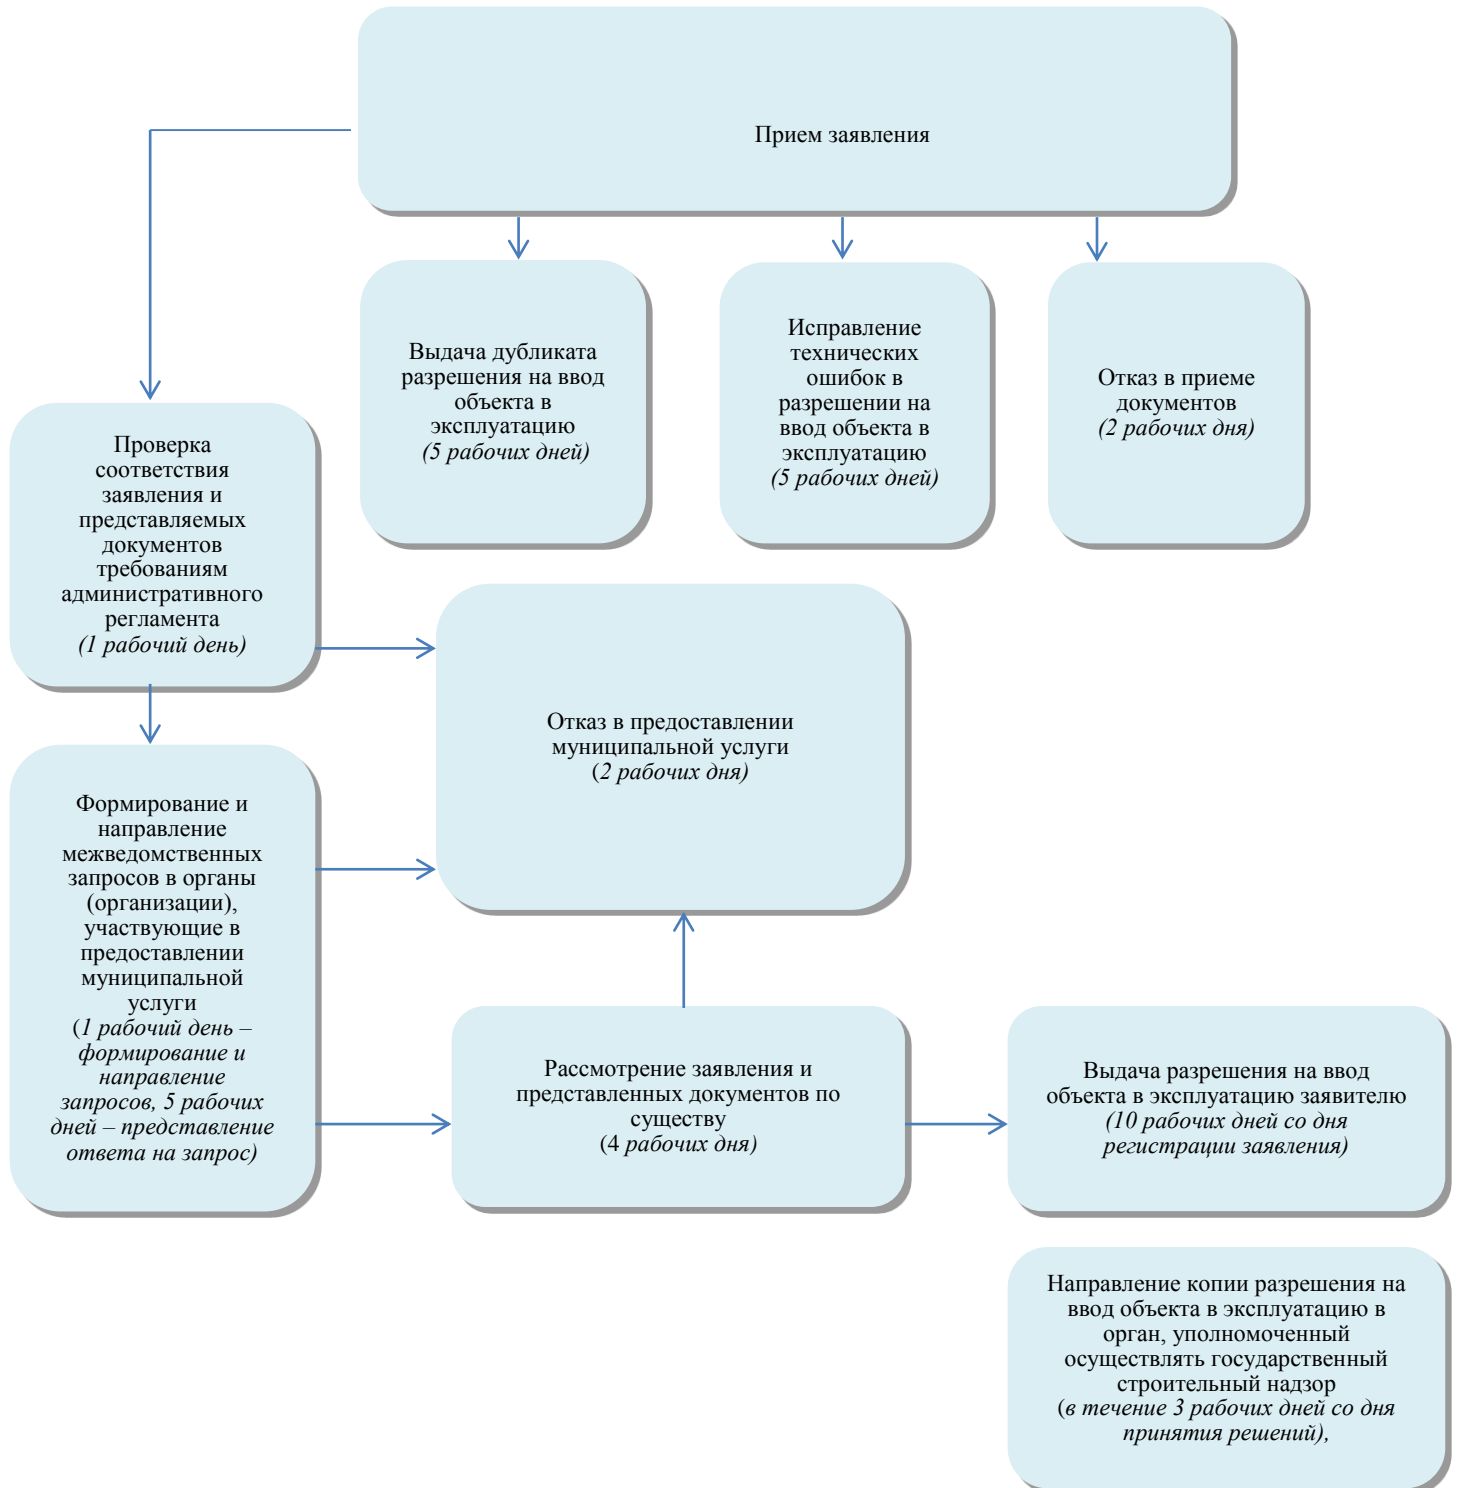 Прием заявления
Выдача дубликата
разрешения на ввод
объекта в
эксплуатацию
(5 рабочих дней)
Исправление
технических
ошибок в
разрешении на
ввод объекта в
эксплуатацию
(5 рабочих дней)
Отказ в приеме
документов
(2 рабочих дня)
Проверка
соответствия
заявления и
представляемых
документов
требованиям
административного
регламента
(1 рабочий день)
Отказ в предоставлении
муниципальной услуги
(2 рабочих дня)
Формирование и
направление
межведомственных
запросов в органы
(организации),
участвующие в
предоставлении
муниципальной
услуги
(1 рабочий день –
формирование и
направление
запросов, 5 рабочих
дней – представление
ответа на запрос)
Рассмотрение заявления и
представленных документов по
существу
(4 рабочих дня)
Выдача разрешения на ввод
объекта в эксплуатацию заявителю
(10 рабочих дней со дня
регистрации заявления)
Направление копии разрешения на
ввод объекта в эксплуатацию в
орган, уполномоченный
осуществлять государственный
строительный надзор
(в течение 3 рабочих дней со дня
принятия решений),